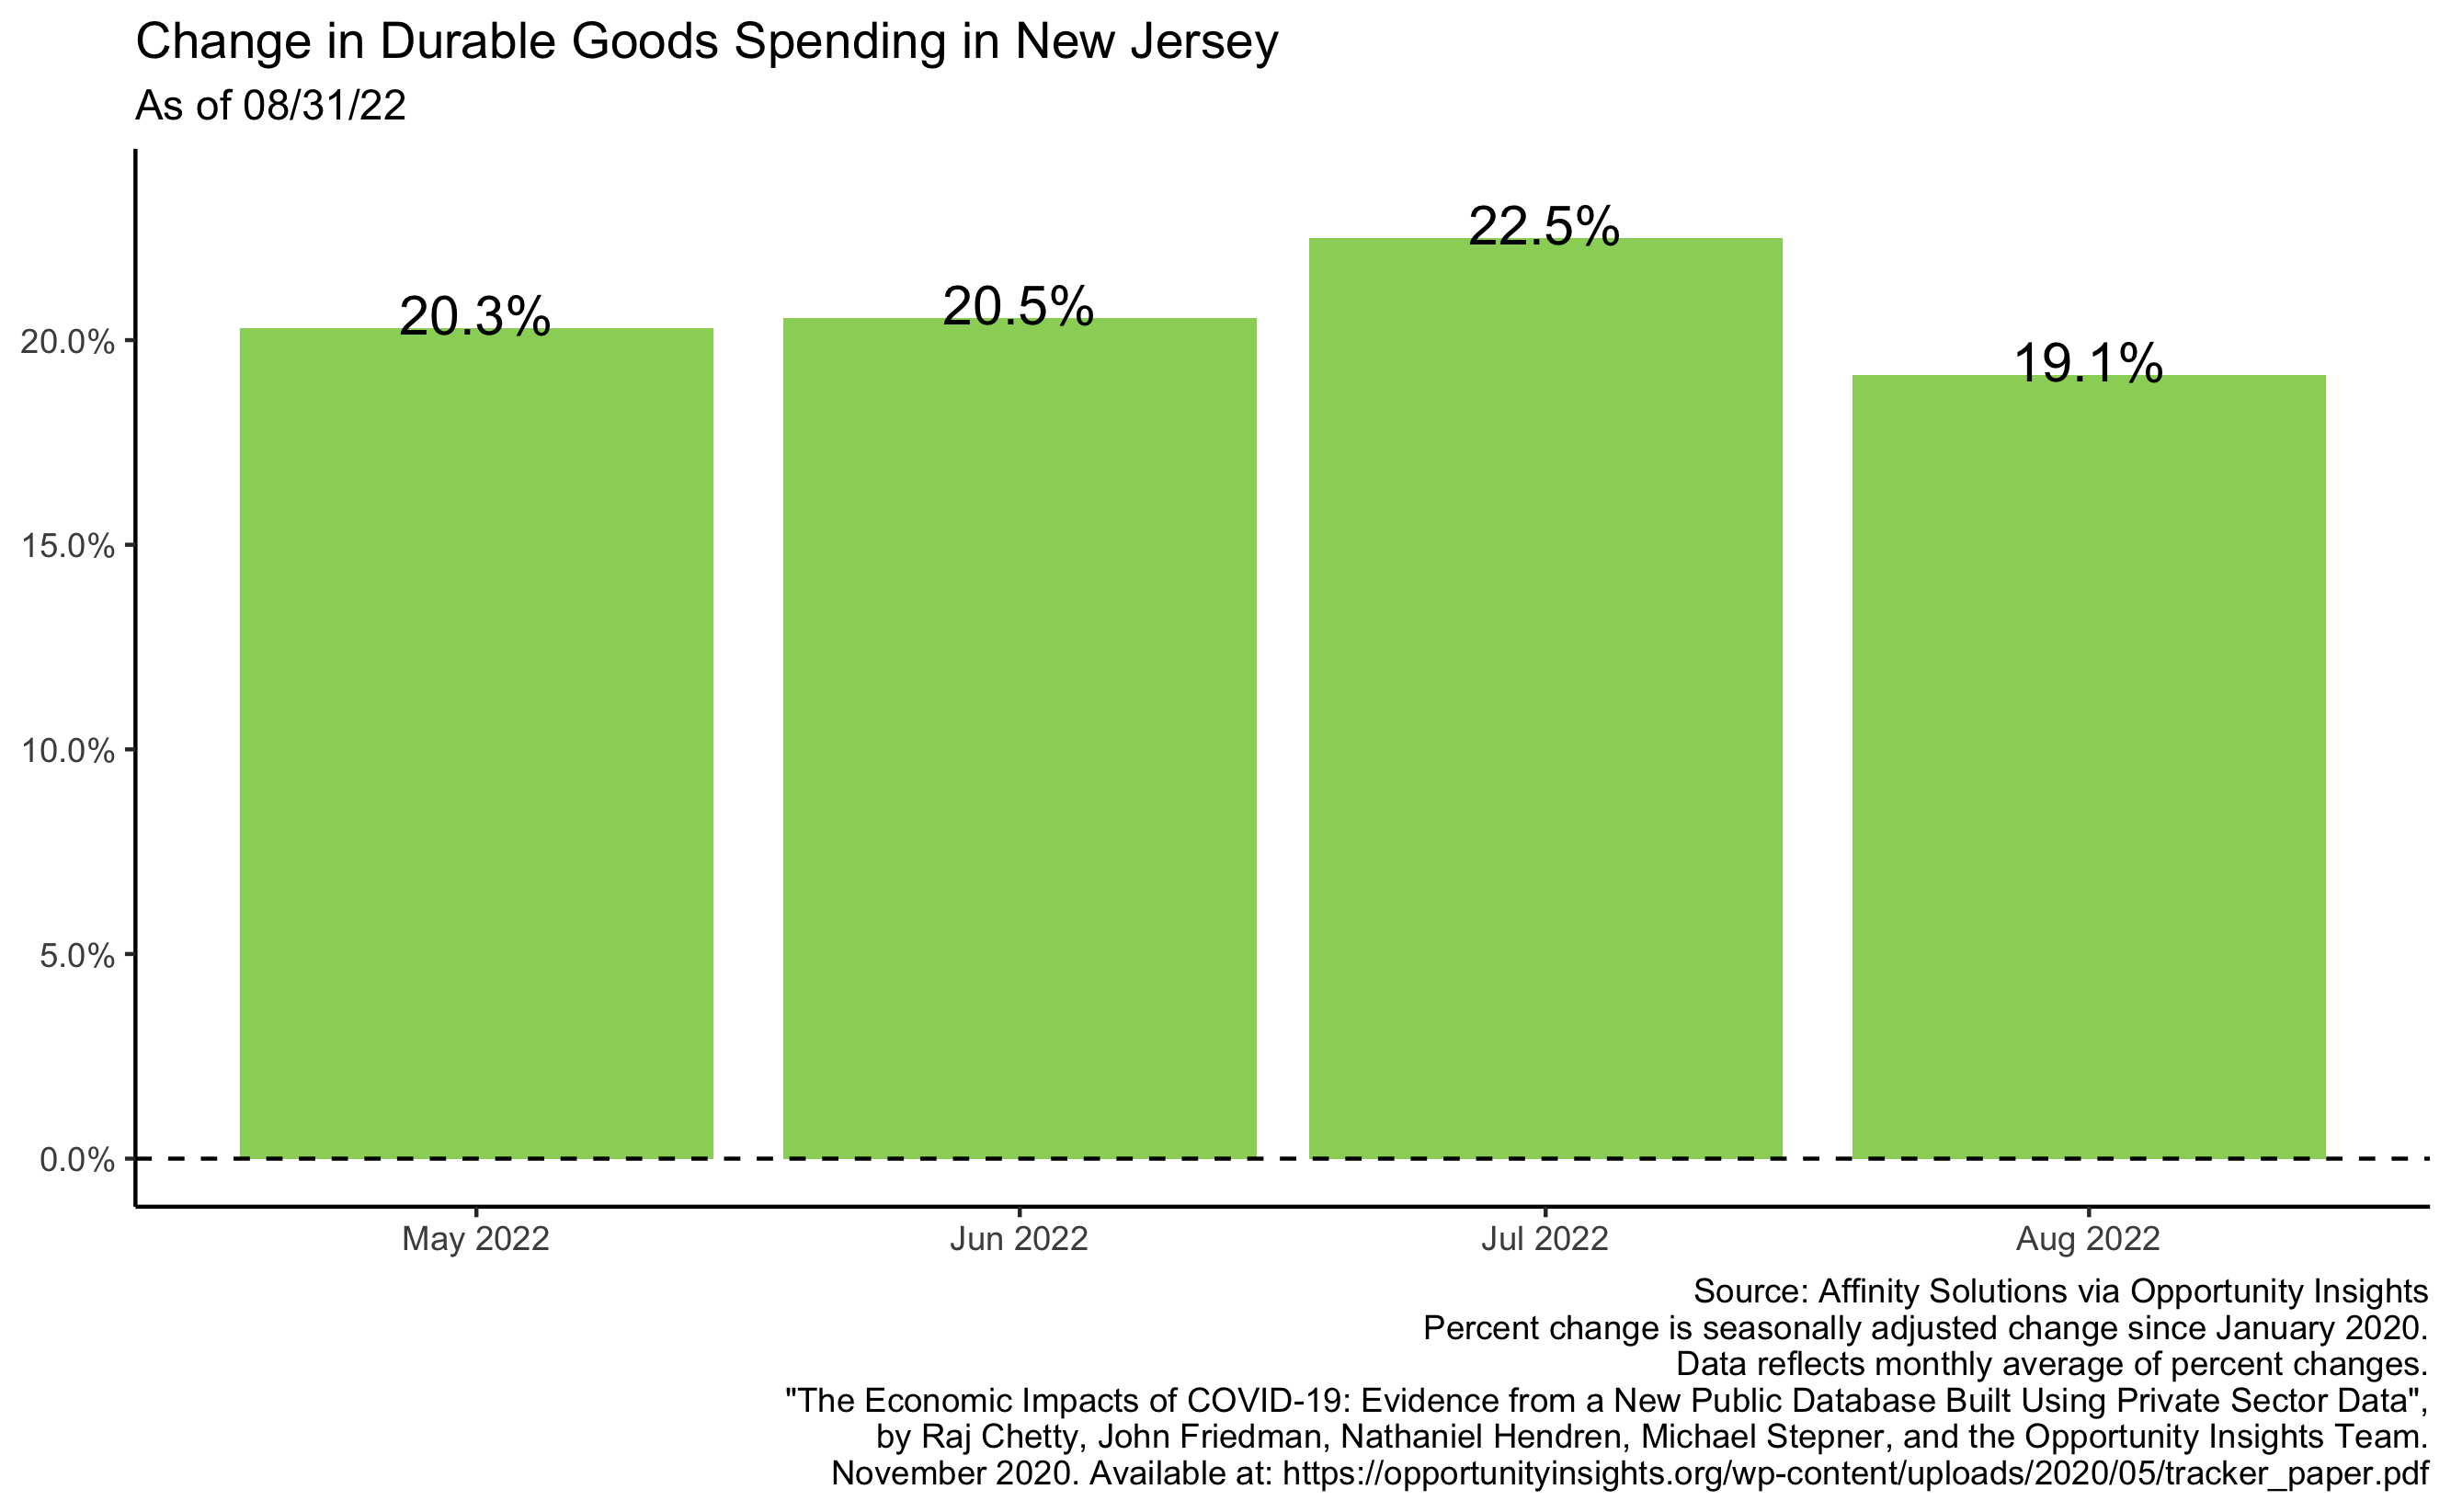 Change in Durable Goods Spending in New Jersey
As of 08/31/22
22.5%
20.5%
20.3%
19.1%
20.0%
15.0%
10.0%
5.0%
0.0%
May 2022 Jun 2022 Jul 2022 Aug 2022
Source: Affinity Solutions via Opportunity Insights
Percent change is seasonally adjusted change since January 2020.
Data reflects monthly average of percent changes.
"The Economic Impacts of COVID-19: Evidence from a New Public Database Built Using Private Sector Data",
by Raj Chetty, John Friedman, Nathaniel Hendren, Michael Stepner, and the Opportunity Insights Team.
November 2020. Available at: https://opportunityinsights.org/wp-content/uploads/2020/05/tracker_paper.pdf